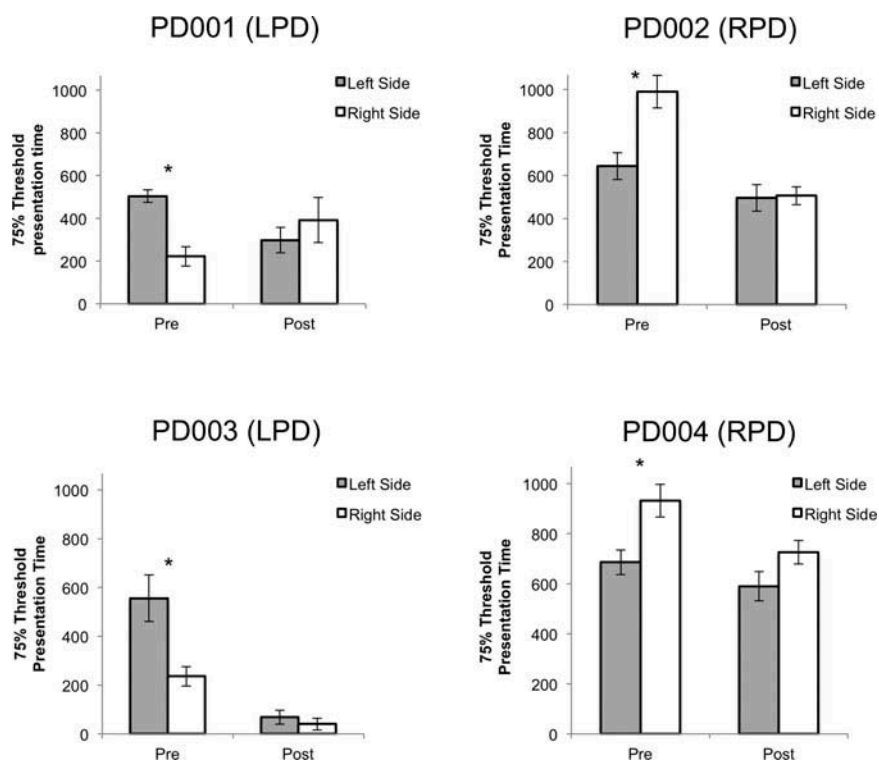 PD001 (LPD)
75% Threshold
presentation time
1000
800
600
400
200
0
*
Left Side
Right Side
Pre
Post
PD002 (RPD)
75% Threshold
Presentation Time
1000
800
600
400
200
0
*
Left Side
Right Side
Pre
Post
PD003 (LPD)
75% Threshold
Presentation Time
1000
800
600
400
200
0
*
Left Side
Right Side
Pre
Post
PD004 (RPD)
75% Threshold
Presentation Time
1000
800
600
400
200
0
*
Left Side
Right Side
Pre
Post